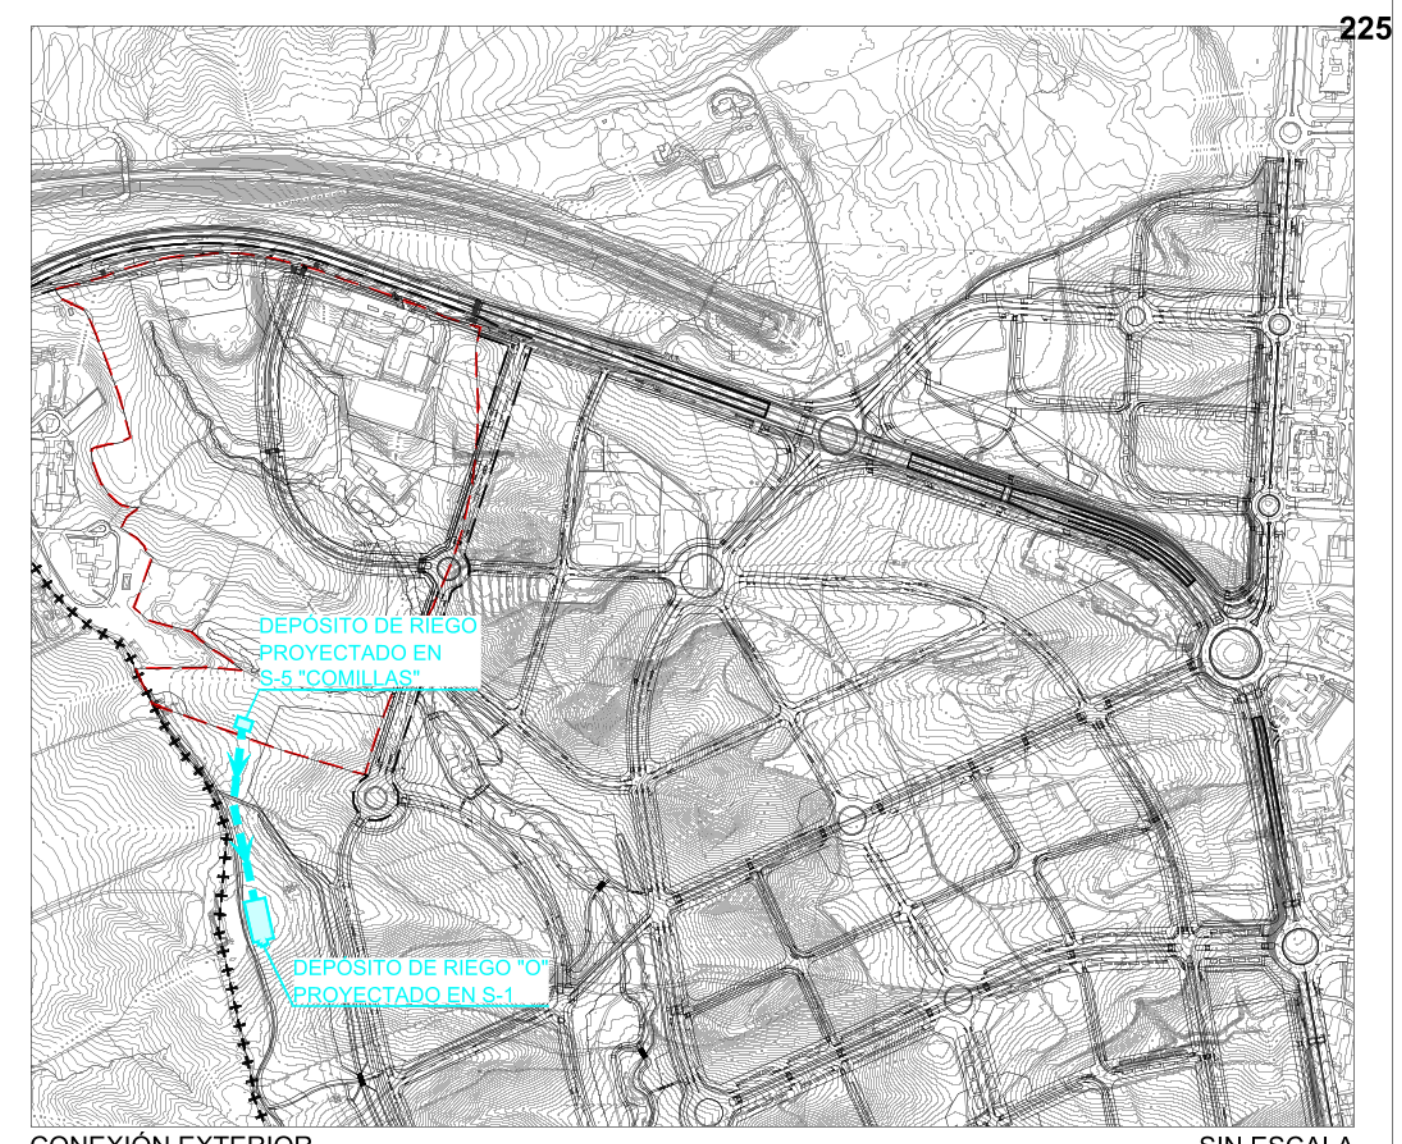 225
DEPÓSITO DE RIEGO
PROYECTADO EN
S-5 "COMILLAS"
DEPÓSITO DE RIEGO "O"
PROYECTADO EN S-1
CONEXIÓN EXTERIOR
SIN ESCALA